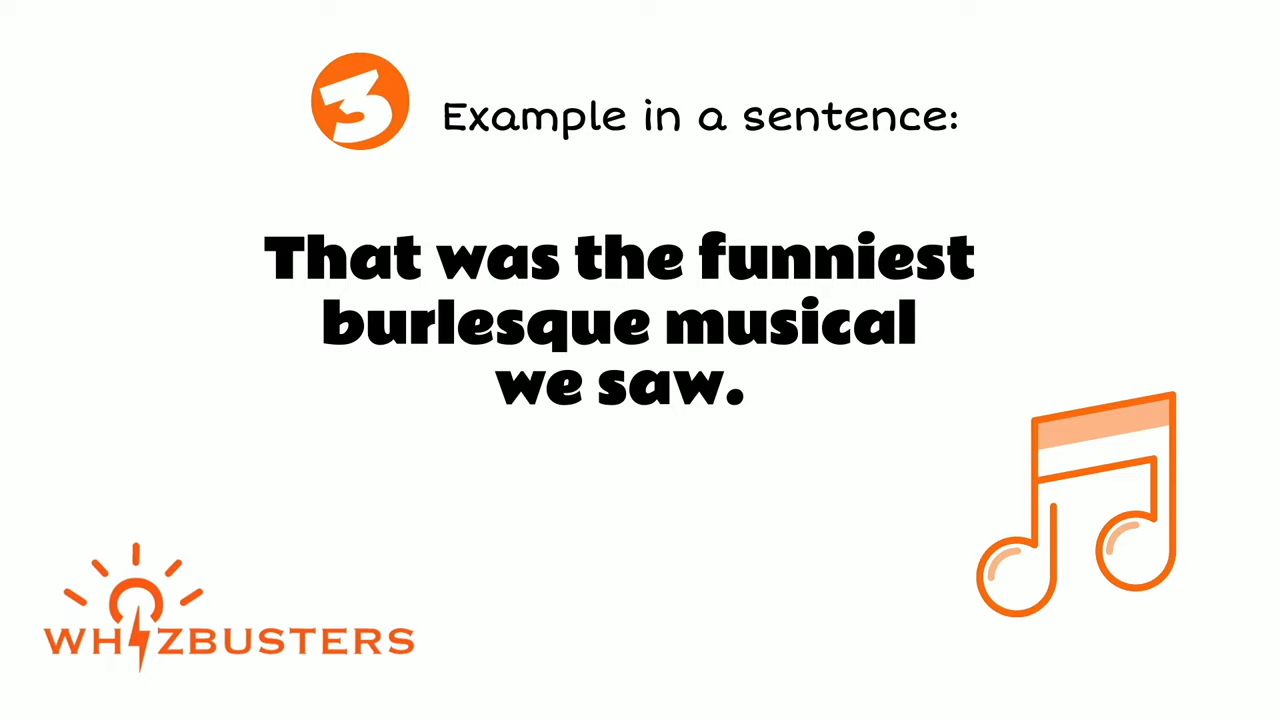 3 Example in a sentence:
That was the funniest
burlesque musical
we saw.
WHIZBUSTERS